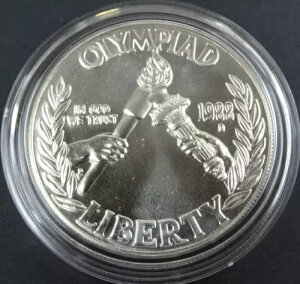 OLYMPIAD
IN GOD
WE TRUST
1988
D
LIBERTY